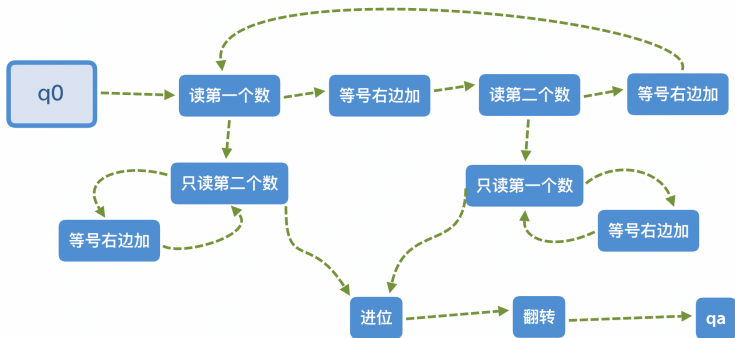 q0
读第一个数
等号右边加
读第二个数
等号右边加
只读第二个数
只读第一个数
等号右边加
等号右边加
进位
翻转
qa